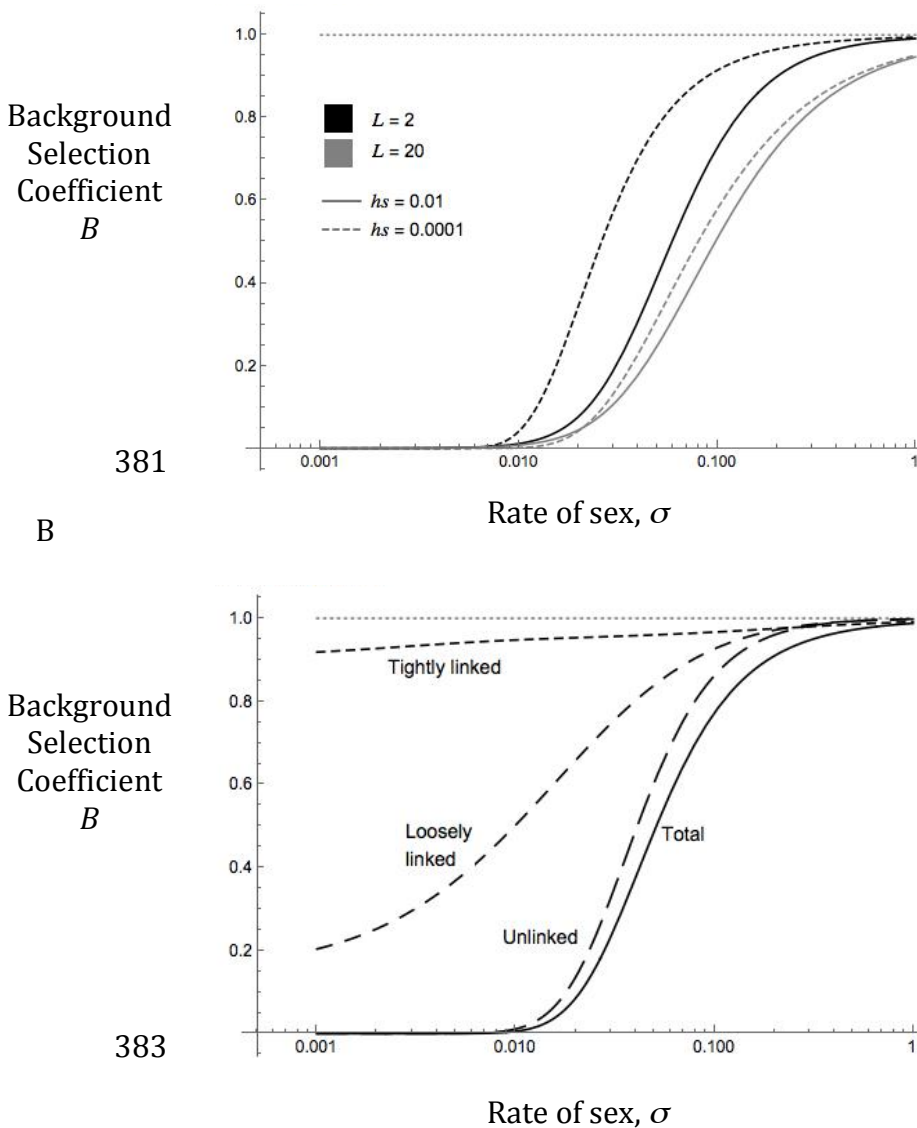 1.0
Background
Selection
Coefficient
B
0.8
0.6
0.4
0.2
L = 2
L = 20
hs = 0.01
hs = 0.0001
381
0.001
0.010
0.100
1
Rate of sex, σ
B
1.0
Tightly linked
Background
Selection
Coefficient
B
0.8
0.6
0.4
0.2
Loosely
linked
Total
Unlinked
383
0.001
0.010
0.100
1
Rate of sex, σ